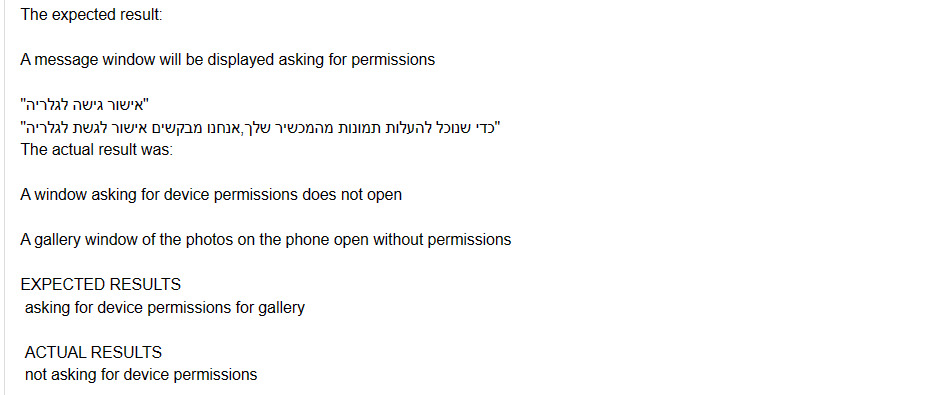 The expected result:
A message window will be displayed asking for permissions
"אישור גישה לגלריה"
"כדי שנוכל להעלות תמונות מהמכשיר שלך,אנחנו מבקשים אישור לגשת לגלריה"
The actual result was:
A window asking for device permissions does not open
A gallery window of the photos on the phone open without permissions
EXPECTED RESULTS
asking for device permissions for gallery
ACTUAL RESULTS
not asking for device permissions